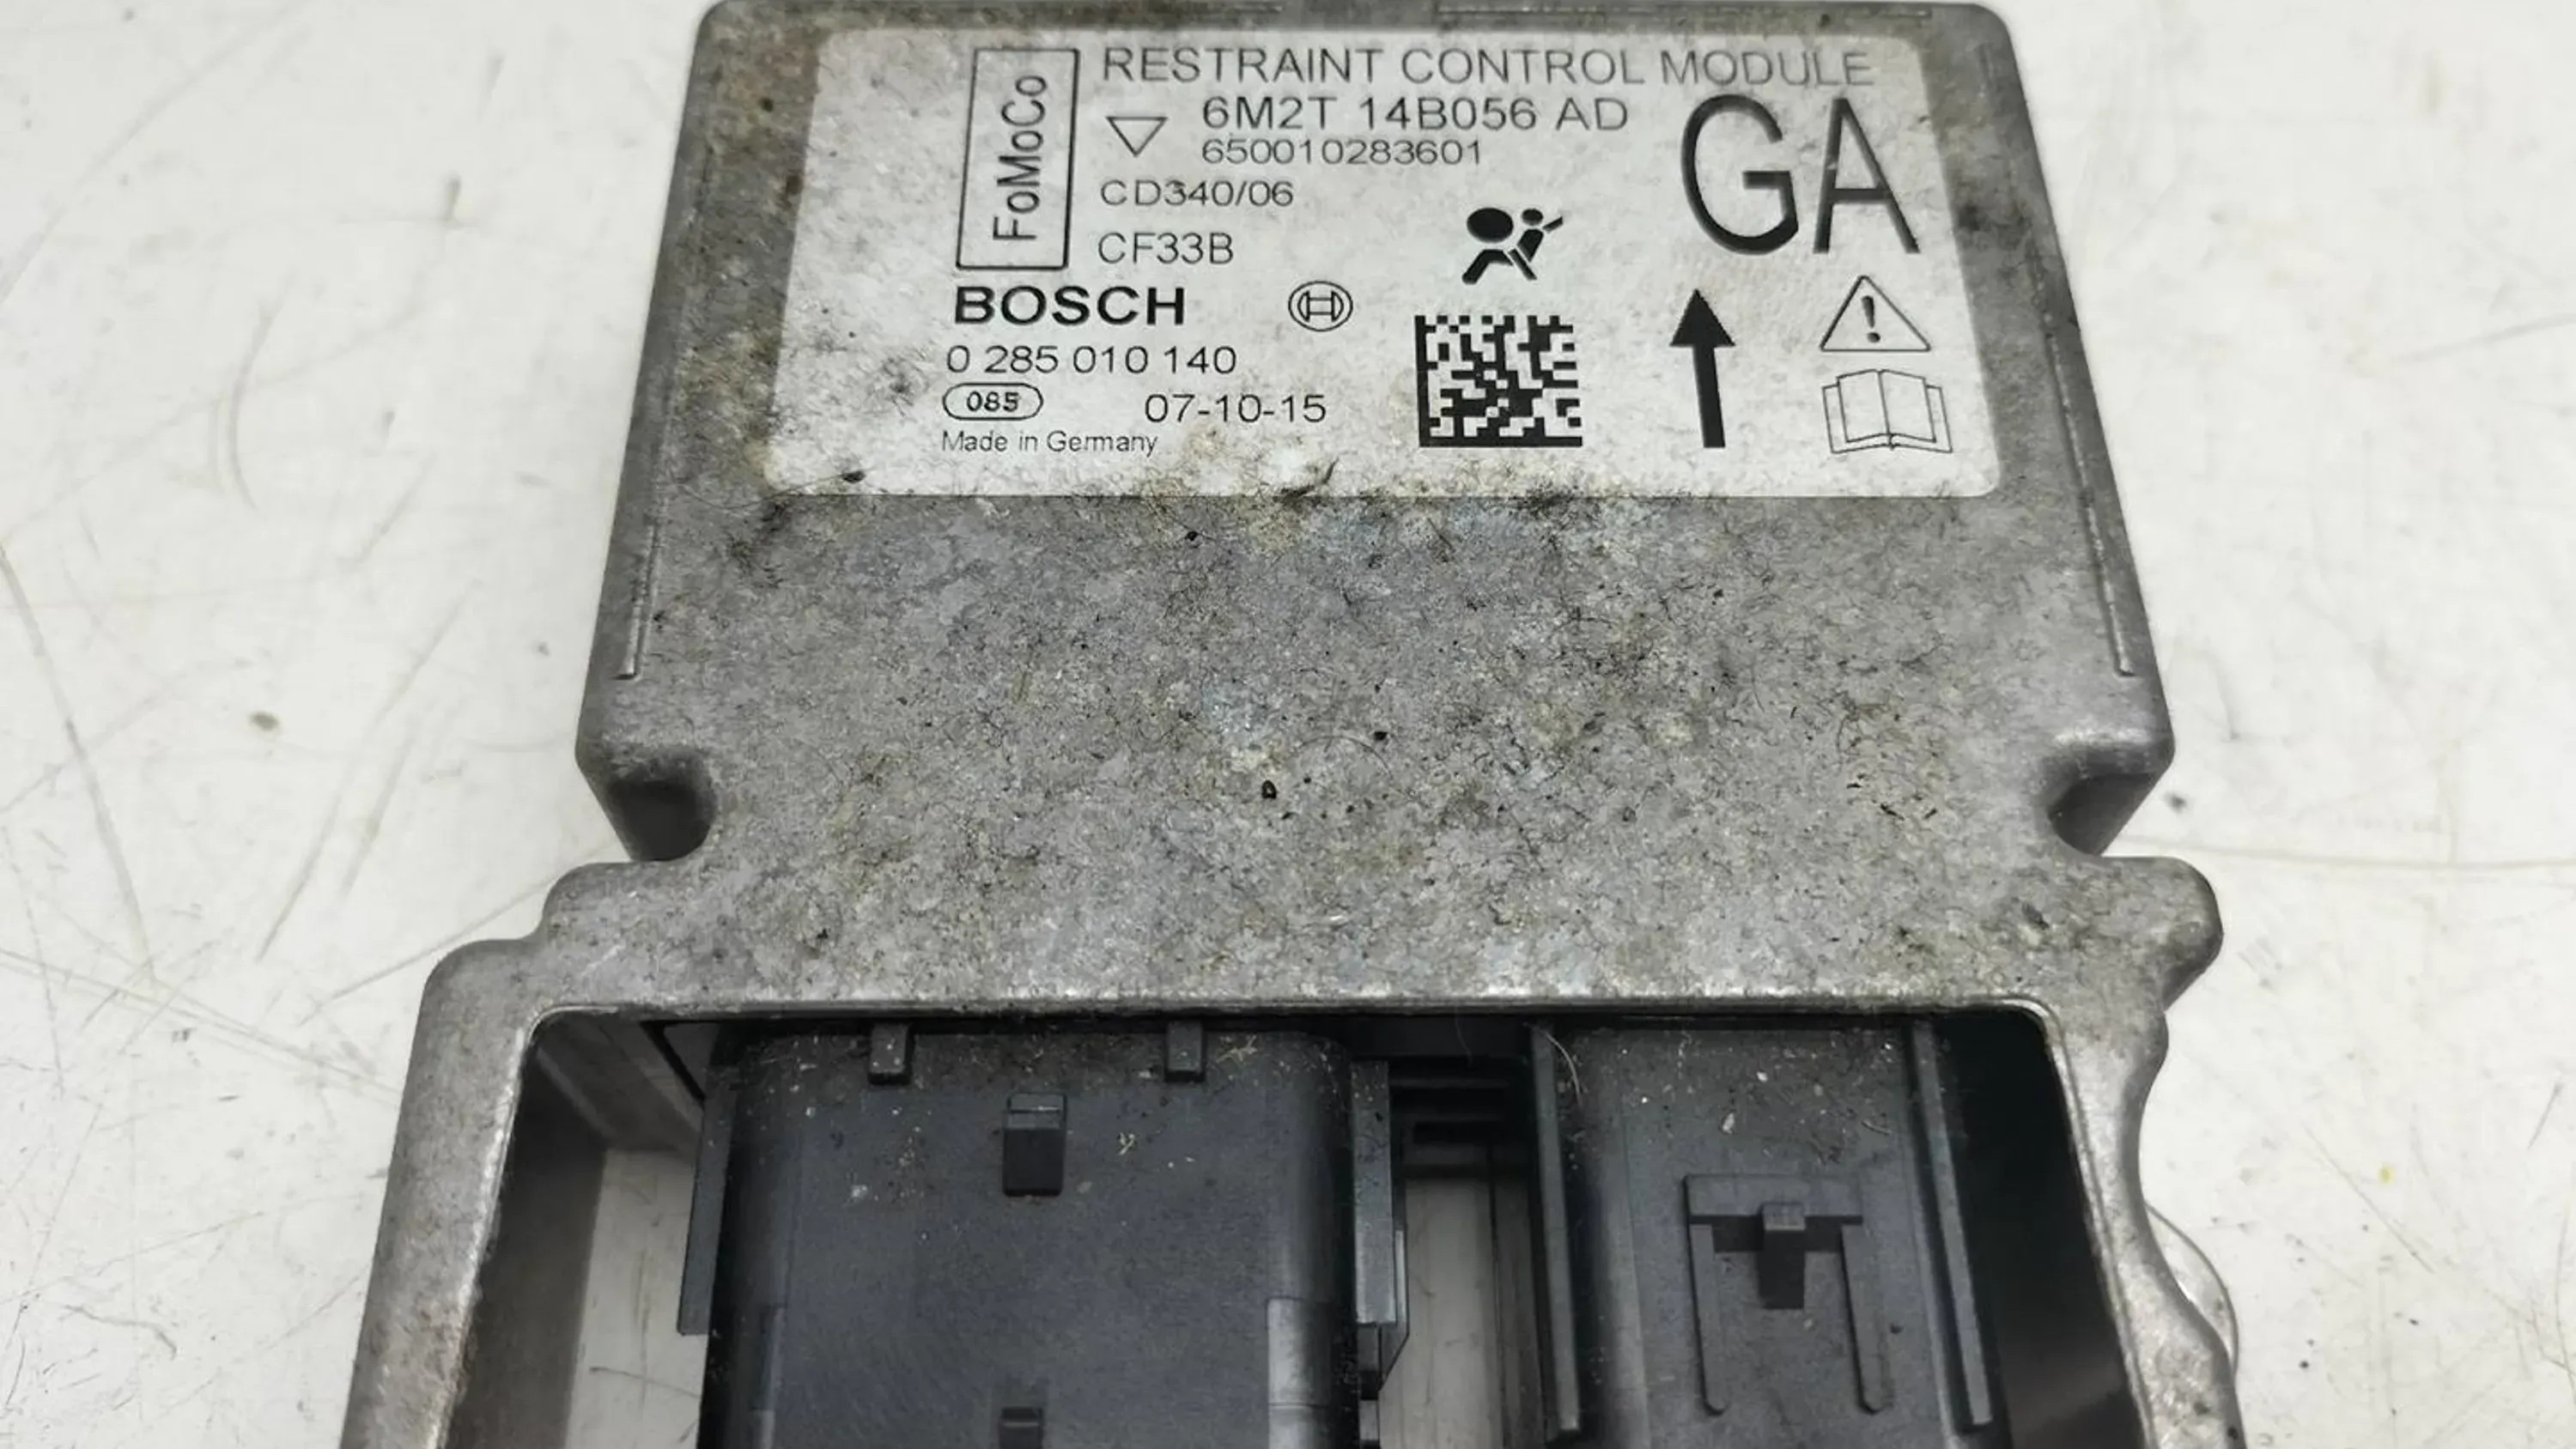 FoMoCo
RESTRAINT CONTROL MODULE
6M2T 14B056 AD
GA
650010283601
CD340/06
CF33B
BOSCH
0 285 010 140
085
07-10-15
Made in Germany